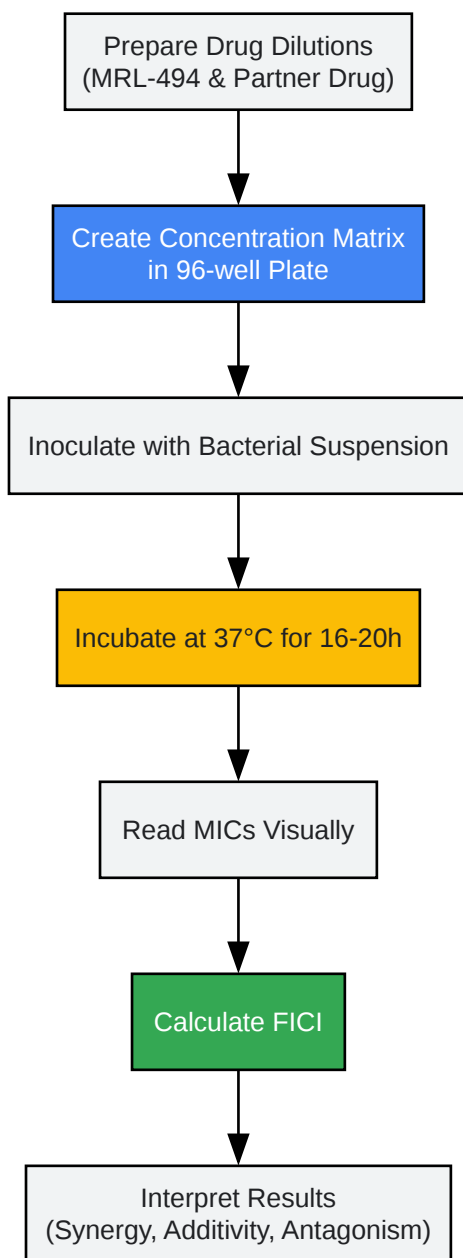 Prepare Drug Dilutions
(MRL-494 & Partner Drug)
Create Concentration Matrix
in 96-well Plate
Inoculate with Bacterial Suspension
Incubate at 37°C for 16-20h
Read MICs Visually
Calculate FICI
Interpret Results
(Synergy, Additivity, Antagonism)